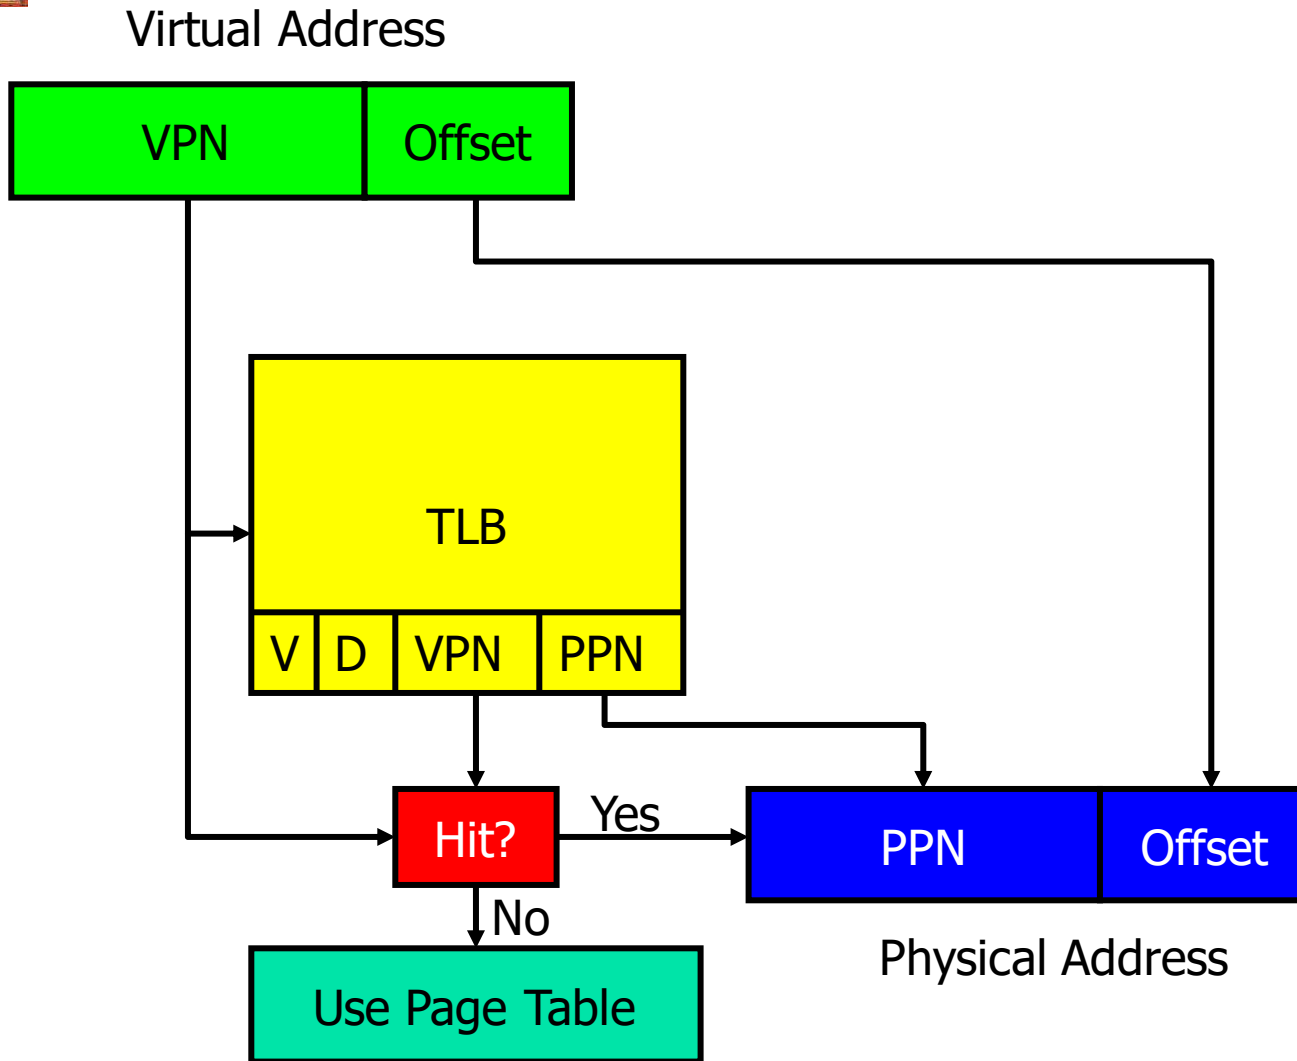 Virtual Address
VPN
Offset
TLB
V
D
VPN
PPN
Hit?
Yes
PPN
Offset
No
Physical Address
Use Page Table